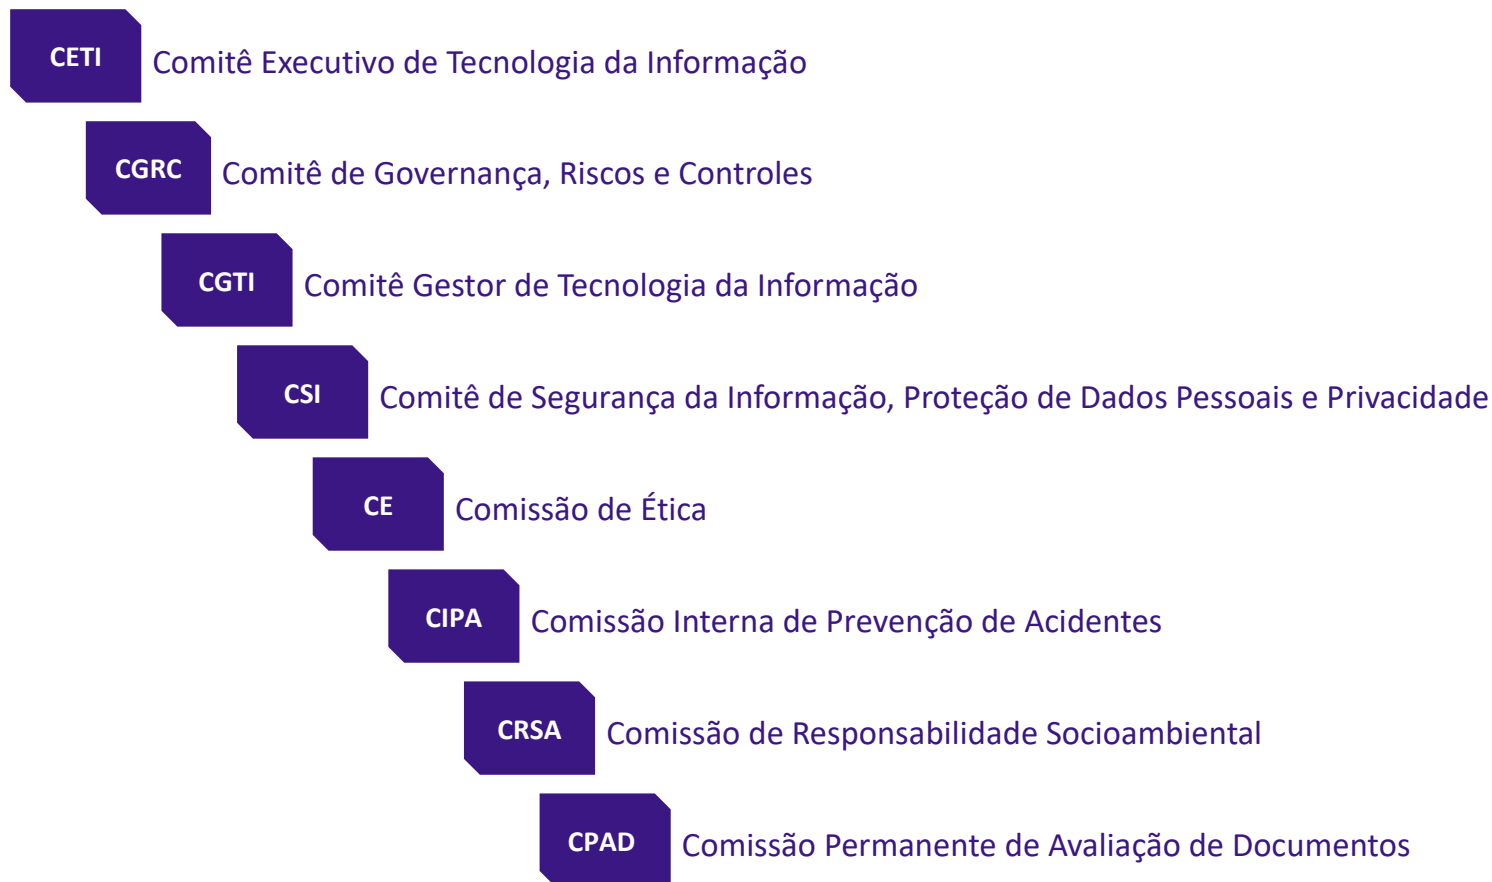 CETI Comitê Executivo de Tecnologia da Informação
CGRC Comitê de Governança, Riscos e Controles
CGTI Comitê Gestor de Tecnologia da Informação
CSI Comitê de Segurança da Informação, Proteção de Dados Pessoais e Privacidade
CE Comissão de Ética
CIPA Comissão Interna de Prevenção de Acidentes
CRSA Comissão de Responsabilidade Socioambiental
CPAD Comissão Permanente de Avaliação de Documentos